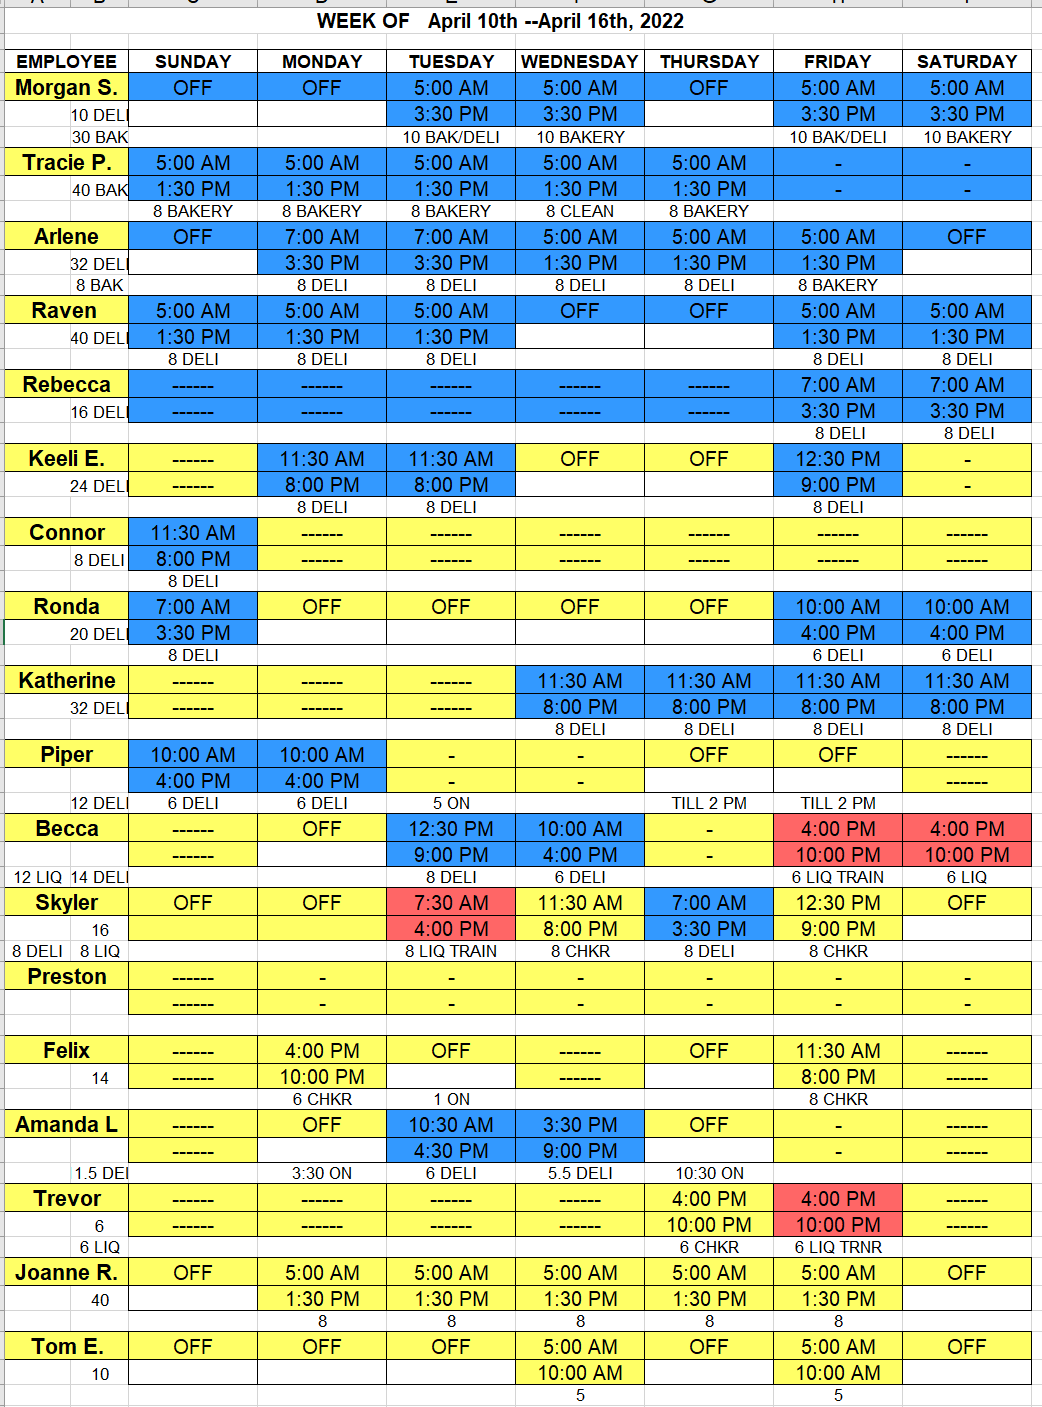 WEEK OF April 10th --April 16th, 2022
EMPLOYEE SUNDAY MONDAY TUESDAY WEDNESDAY THURSDAY FRIDAY SATURDAY
Morgan S. OFF OFF 5:00 AM 5:00 AM OFF 5:00 AM 5:00 AM
10 DELI 3:30 PM 3:30 PM 3:30 PM 3:30 PM
30 BAK 10 BAK/DELI 10 BAKERY 10 BAK/DELI 10 BAKERY
Tracie P. 5:00 AM 5:00 AM 5:00 AM 5:00 AM 5:00 AM - -
40 BAK 1:30 PM 1:30 PM 1:30 PM 1:30 PM 1:30 PM - -
8 BAKERY 8 BAKERY 8 BAKERY 8 CLEAN 8 BAKERY
Arlene OFF 7:00 AM 7:00 AM 5:00 AM 5:00 AM 5:00 AM OFF
32 DELI 3:30 PM 3:30 PM 1:30 PM 1:30 PM 1:30 PM
8 BAK 8 DELI 8 DELI 8 DELI 8 DELI 8 BAKERY
Raven 5:00 AM 5:00 AM 5:00 AM OFF OFF 5:00 AM 5:00 AM
40 DELI 1:30 PM 1:30 PM 1:30 PM 1:30 PM 1:30 PM
8 DELI 8 DELI 8 DELI 8 DELI 8 DELI
Rebecca ------ ------ ------ ------ ------ 7:00 AM 7:00 AM
16 DELI ------ ------ ------ ------ ------ 3:30 PM 3:30 PM
8 DELI 8 DELI
Keeli E. ------ 11:30 AM 11:30 AM OFF OFF 12:30 PM -
24 DELI ------ 8:00 PM 8:00 PM 9:00 PM -
8 DELI 8 DELI 8 DELI
Connor 11:30 AM ------ ------ ------ ------ ------ ------
8 DELI 8:00 PM ------ ------ ------ ------ ------ ------
8 DELI
Ronda 7:00 AM OFF OFF OFF OFF 10:00 AM 10:00 AM
20 DELI 3:30 PM 4:00 PM 4:00 PM
8 DELI 6 DELI 6 DELI
Katherine ------ ------ ------ 11:30 AM 11:30 AM 11:30 AM 11:30 AM
32 DELI ------ ------ ------ 8:00 PM 8:00 PM 8:00 PM 8:00 PM
8 DELI 8 DELI 8 DELI 8 DELI
Piper 10:00 AM 10:00 AM - - OFF OFF ------
4:00 PM 4:00 PM - - ------
12 DELI 6 DELI 6 DELI 5 ON TILL 2 PM TILL 2 PM
Becca ------ OFF 12:30 PM 10:00 AM - 4:00 PM 4:00 PM
------ 9:00 PM 4:00 PM - 10:00 PM 10:00 PM
12 LIQ 14 DELI 8 DELI 6 DELI 6 LIQ TRAIN 6 LIQ
Skyler OFF OFF 7:30 AM 11:30 AM 7:00 AM 12:30 PM OFF
16 4:00 PM 8:00 PM 3:30 PM 9:00 PM
8 DELI 8 LIQ 8 LIQ TRAIN 8 CHKR 8 DELI 8 CHKR
Preston ------ - - - - - -
------ - - - - - -
Felix ------ 4:00 PM OFF ------ OFF 11:30 AM ------
14 ------ 10:00 PM ------ 8:00 PM ------
6 CHKR 1 ON 8 CHKR
Amanda L ------ OFF 10:30 AM 3:30 PM OFF - ------
------ 4:30 PM 9:00 PM - ------
1.5 DEI 3:30 ON 6 DELI 5.5 DELI 10:30 ON
Trevor ------ ------ ------ ------ 4:00 PM 4:00 PM ------
6 ------ ------ ------ ------ 10:00 PM 10:00 PM ------
6 LIQ 6 CHKR 6 LIQ TRNR
Joanne R. OFF 5:00 AM 5:00 AM 5:00 AM 5:00 AM 5:00 AM OFF
40 1:30 PM 1:30 PM 1:30 PM 1:30 PM 1:30 PM
8 8 8 8 8
Tom E. OFF OFF OFF 5:00 AM OFF 5:00 AM OFF
10 10:00 AM 10:00 AM
5 5